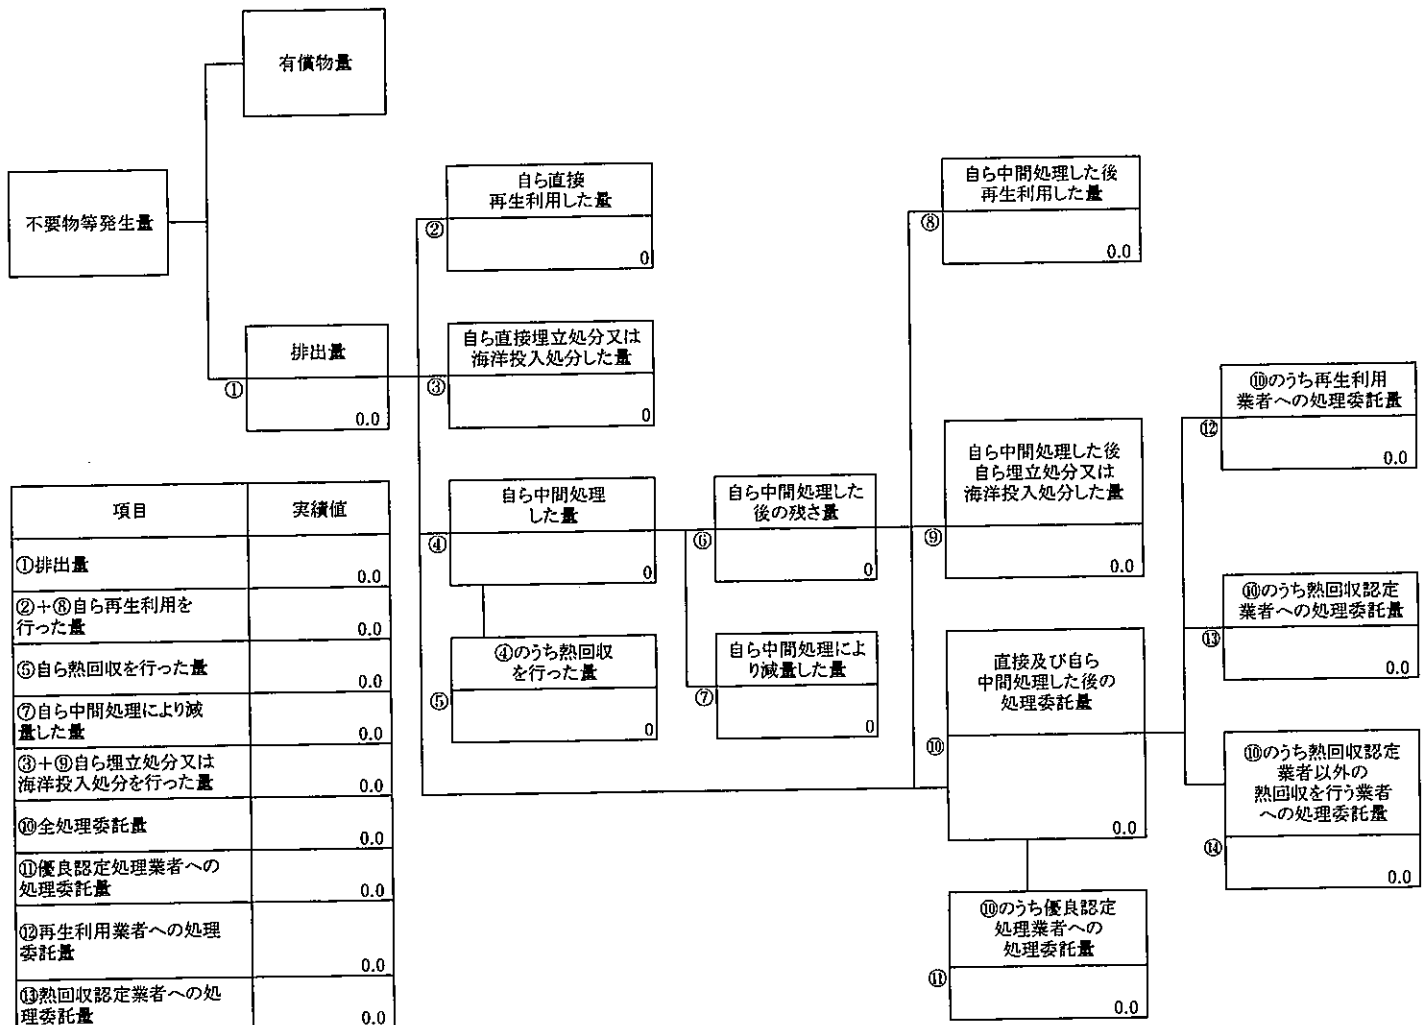 有償物量
不要物等発生量
自ら直接
再生利用した量
②
0
自ら中間処理した後
再生利用した量
⑧
0.0
排出量
①
0.0
自ら直接埋立処分又は
海洋投入処分した量
③
0
⑩のうち再生利用
業者への処理委託量
⑫
0.0
自ら中間処理
した量
④
0
自ら中間処理した
後の残さ量
⑥
0
自ら中間処理した後
自ら埋立処分又は
海洋投入処分した量
⑨
0.0
⑩のうち熱回収認定
業者への処理委託量
⑬
0.0
④のうち熱回収
を行った量
⑤
0
自ら中間処理によ
り減量した量
⑦
0
直接及び自ら
中間処理した後の
処理委託量
⑩
0.0
⑩のうち熱回収認定
業者以外の
熱回収を行う業者
への処理委託量
⑭
0.0
⑩のうち優良認定
処理業者への
処理委託量
⑪
0.0
項目 実績値
①排出量
0.0
②+⑧自ら再生利用を
行った量
0.0
⑤自ら熱回収を行った量
0.0
⑦自ら中間処理により減
量した量
0.0
③+⑨自ら埋立処分又は
海洋投入処分を行った量
0.0
⑩全処理委託量
0.0
⑪優良認定処理業者への
処理委託量
0.0
⑫再生利用業者への処理
委託量
0.0
⑬熱回収認定業者への処
理委託量
0.0